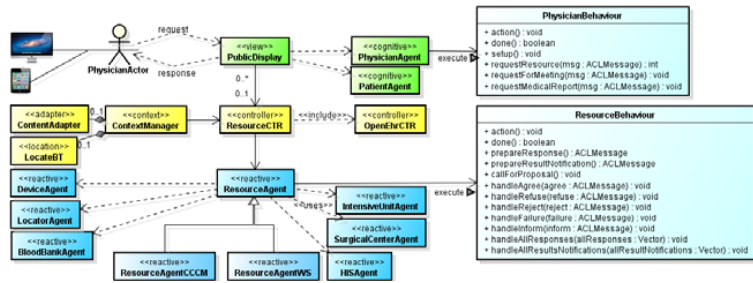 request
response
PhysicianActor
<<view>>
PublicDisplay
<<cognitive>>
PhysicianAgent
<<cognitive>>
PatientAgent
execute
PhysicianBehaviour
+ action() : void
+ done() : boolean
+ setup() : void
+ requestResource(msg : ACLMessage) : int
+ requestForMeeting(msg : ACLMessage) : void
+ requestMedicalReport(msg : ACLMessage) : void
0..*
0..1
<<adapter>>
ContentAdapter
0..1
<<context>>
ContextManager
<<controller>>
ResourceCTR
<<include>>
<<controller>>
OpenEhrCTR
<<location>>
LocateBT
0..1
<<reactive>>
DeviceAgent
<<reactive>>
ResourceAgent
<<reactive>>
LocatorAgent
<<uses>>
<<reactive>>
IntensiveUnitAgent
<<reactive>>
SurgicalCenterAgent
<<reactive>>
BloodBankAgent
<<reactive>>
ResourceAgentCCCM
<<reactive>>
ResourceAgentWS
<<reactive>>
HISAgent
execute
ResourceBehaviour
+ action() : void
+ done() : boolean
+ prepareResponse() : ACLMessage
+ prepareResultNotification() : ACLMessage
+ callForProposal() : void
+ handleAgree(agree : ACLMessage) : void
+ handleRefuse(refuse : ACLMessage) : void
+ handleReject(reject : ACLMessage) : void
+ handleFailure(failure : ACLMessage) : void
+ handleInform(inform : ACLMessage) : void
+ handleAllResponses(allResponses : Vector) : void
+ handleAllResultsNotifications(allResultNotifications : Vector) : void